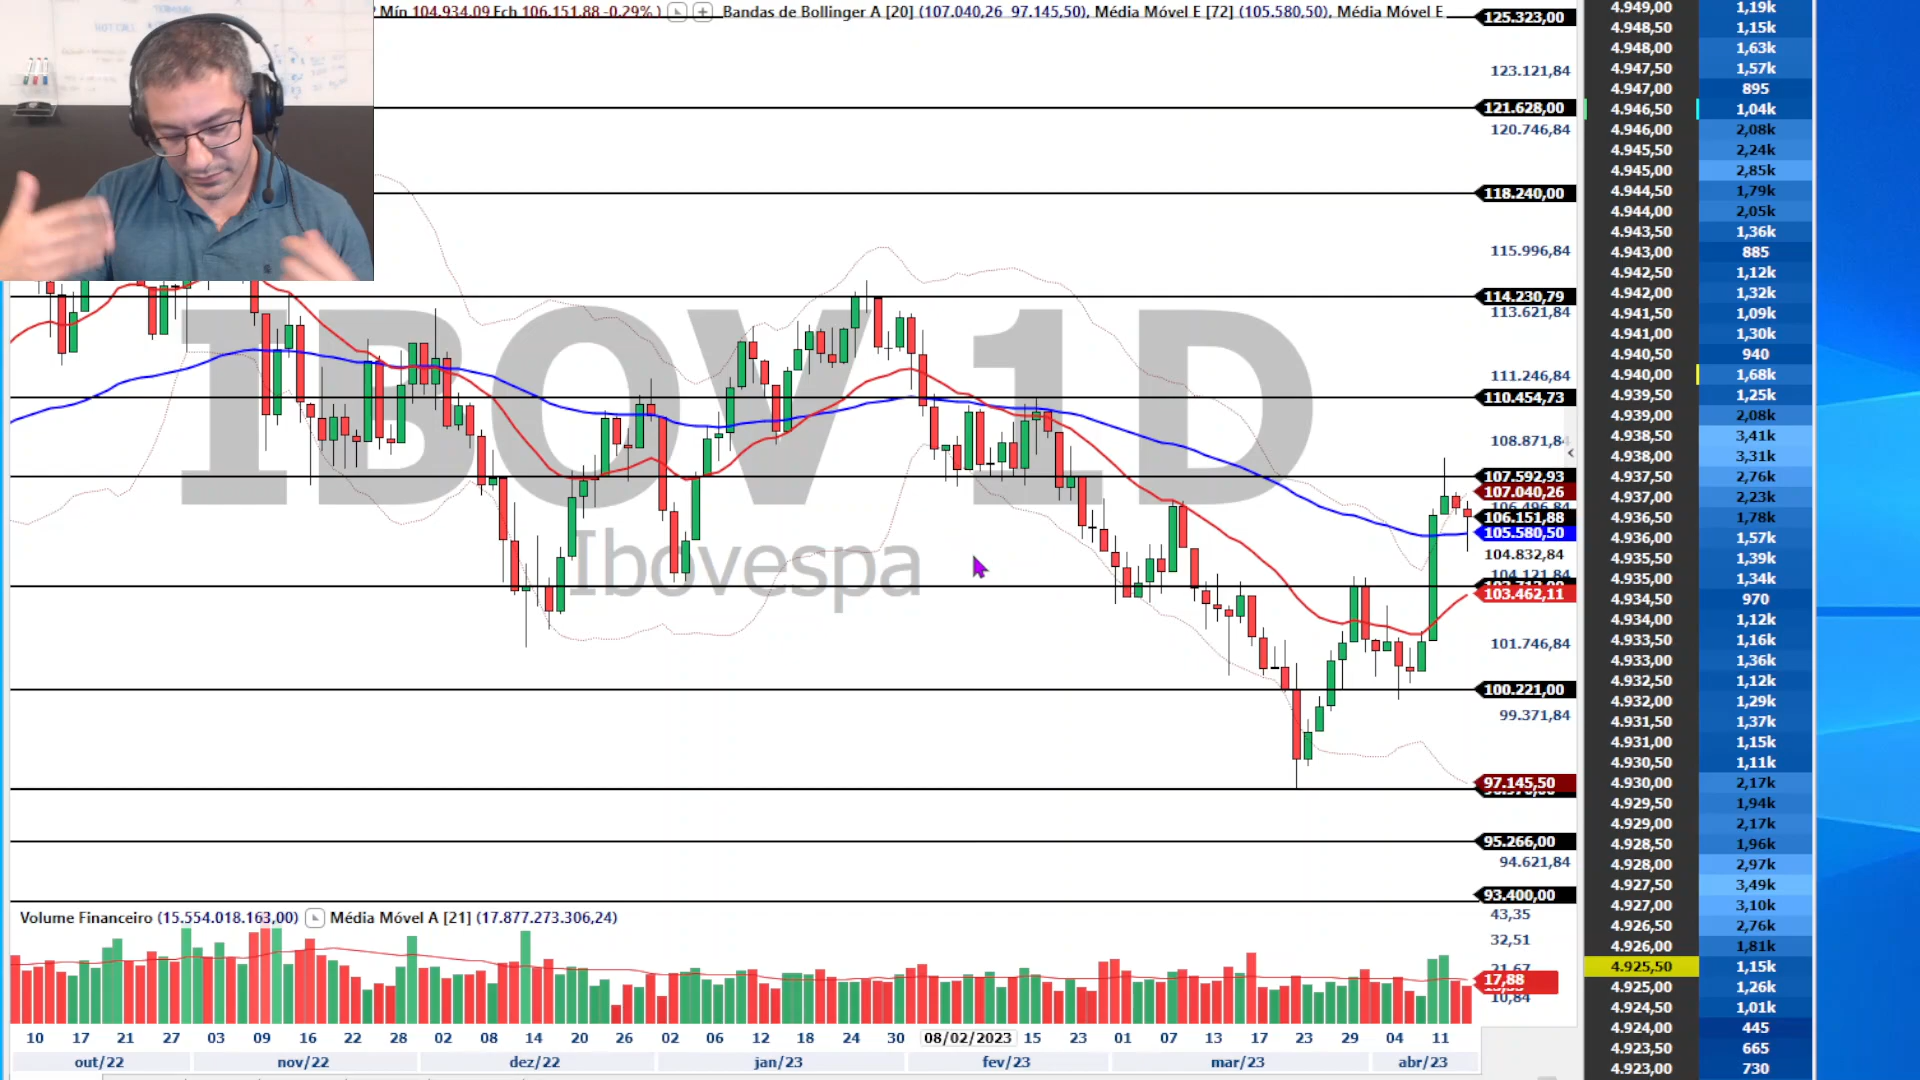 Mín 104.934,09 Fch 106.151,88 -0,29% ) Bandas de Bollinger A [20] (107.040,26 97.145,50), Média Móvel E [72] (105.580,50), Média Móvel E
125.323,00
123.121,84
121.628,00
120.746,84
118.240,00
115.996,84
114.230,79
113.621,84
111.246,84
110.454,73
108.871,84
107.592,93
107.040,26
106.496,84
106.151,88
105.580,50
104.832,84
104.121,84
103.462,11
101.746,84
100.221,00
99.371,84
97.145,50
95.266,00
94.621,84
93.400,00
IBOV 1D
Ibovespa
Volume Financeiro (15.554.018.163,00) Média Móvel A [21] (17.877.273.306,24)
43,35
32,51
21,67
17,88
10,84
10 17 21 27 03 09 16 22 28 02 08 14 20 26 02 06 12 18 24 30 08/02/2023 15 23 01 07 13 17 23 29 04 11
out/22 nov/22 dez/22 jan/23 fev/23 mar/23 abr/23
4.949,00 1,19k
4.948,50 1,15k
4.948,00 1,63k
4.947,50 1,57k
4.947,00 895
4.946,50 1,04k
4.946,00 2,08k
4.945,50 2,24k
4.945,00 2,85k
4.944,50 1,79k
4.944,00 2,05k
4.943,50 1,36k
4.943,00 885
4.942,50 1,12k
4.942,00 1,32k
4.941,50 1,09k
4.941,00 1,30k
4.940,50 940
4.940,00 1,68k
4.939,50 1,25k
4.939,00 2,08k
4.938,50 3,41k
4.938,00 3,31k
4.937,50 2,76k
4.937,00 2,23k
4.936,50 1,78k
4.936,00 1,57k
4.935,50 1,39k
4.935,00 1,34k
4.934,50 970
4.934,00 1,12k
4.933,50 1,16k
4.933,00 1,36k
4.932,50 1,12k
4.932,00 1,29k
4.931,50 1,37k
4.931,00 1,15k
4.930,50 1,11k
4.930,00 2,17k
4.929,50 1,94k
4.929,00 2,17k
4.928,50 1,96k
4.928,00 2,97k
4.927,50 3,49k
4.927,00 3,10k
4.926,50 2,76k
4.926,00 1,81k
4.925,50 1,15k
4.925,00 1,26k
4.924,50 1,01k
4.924,00 445
4.923,50 665
4.923,00 730